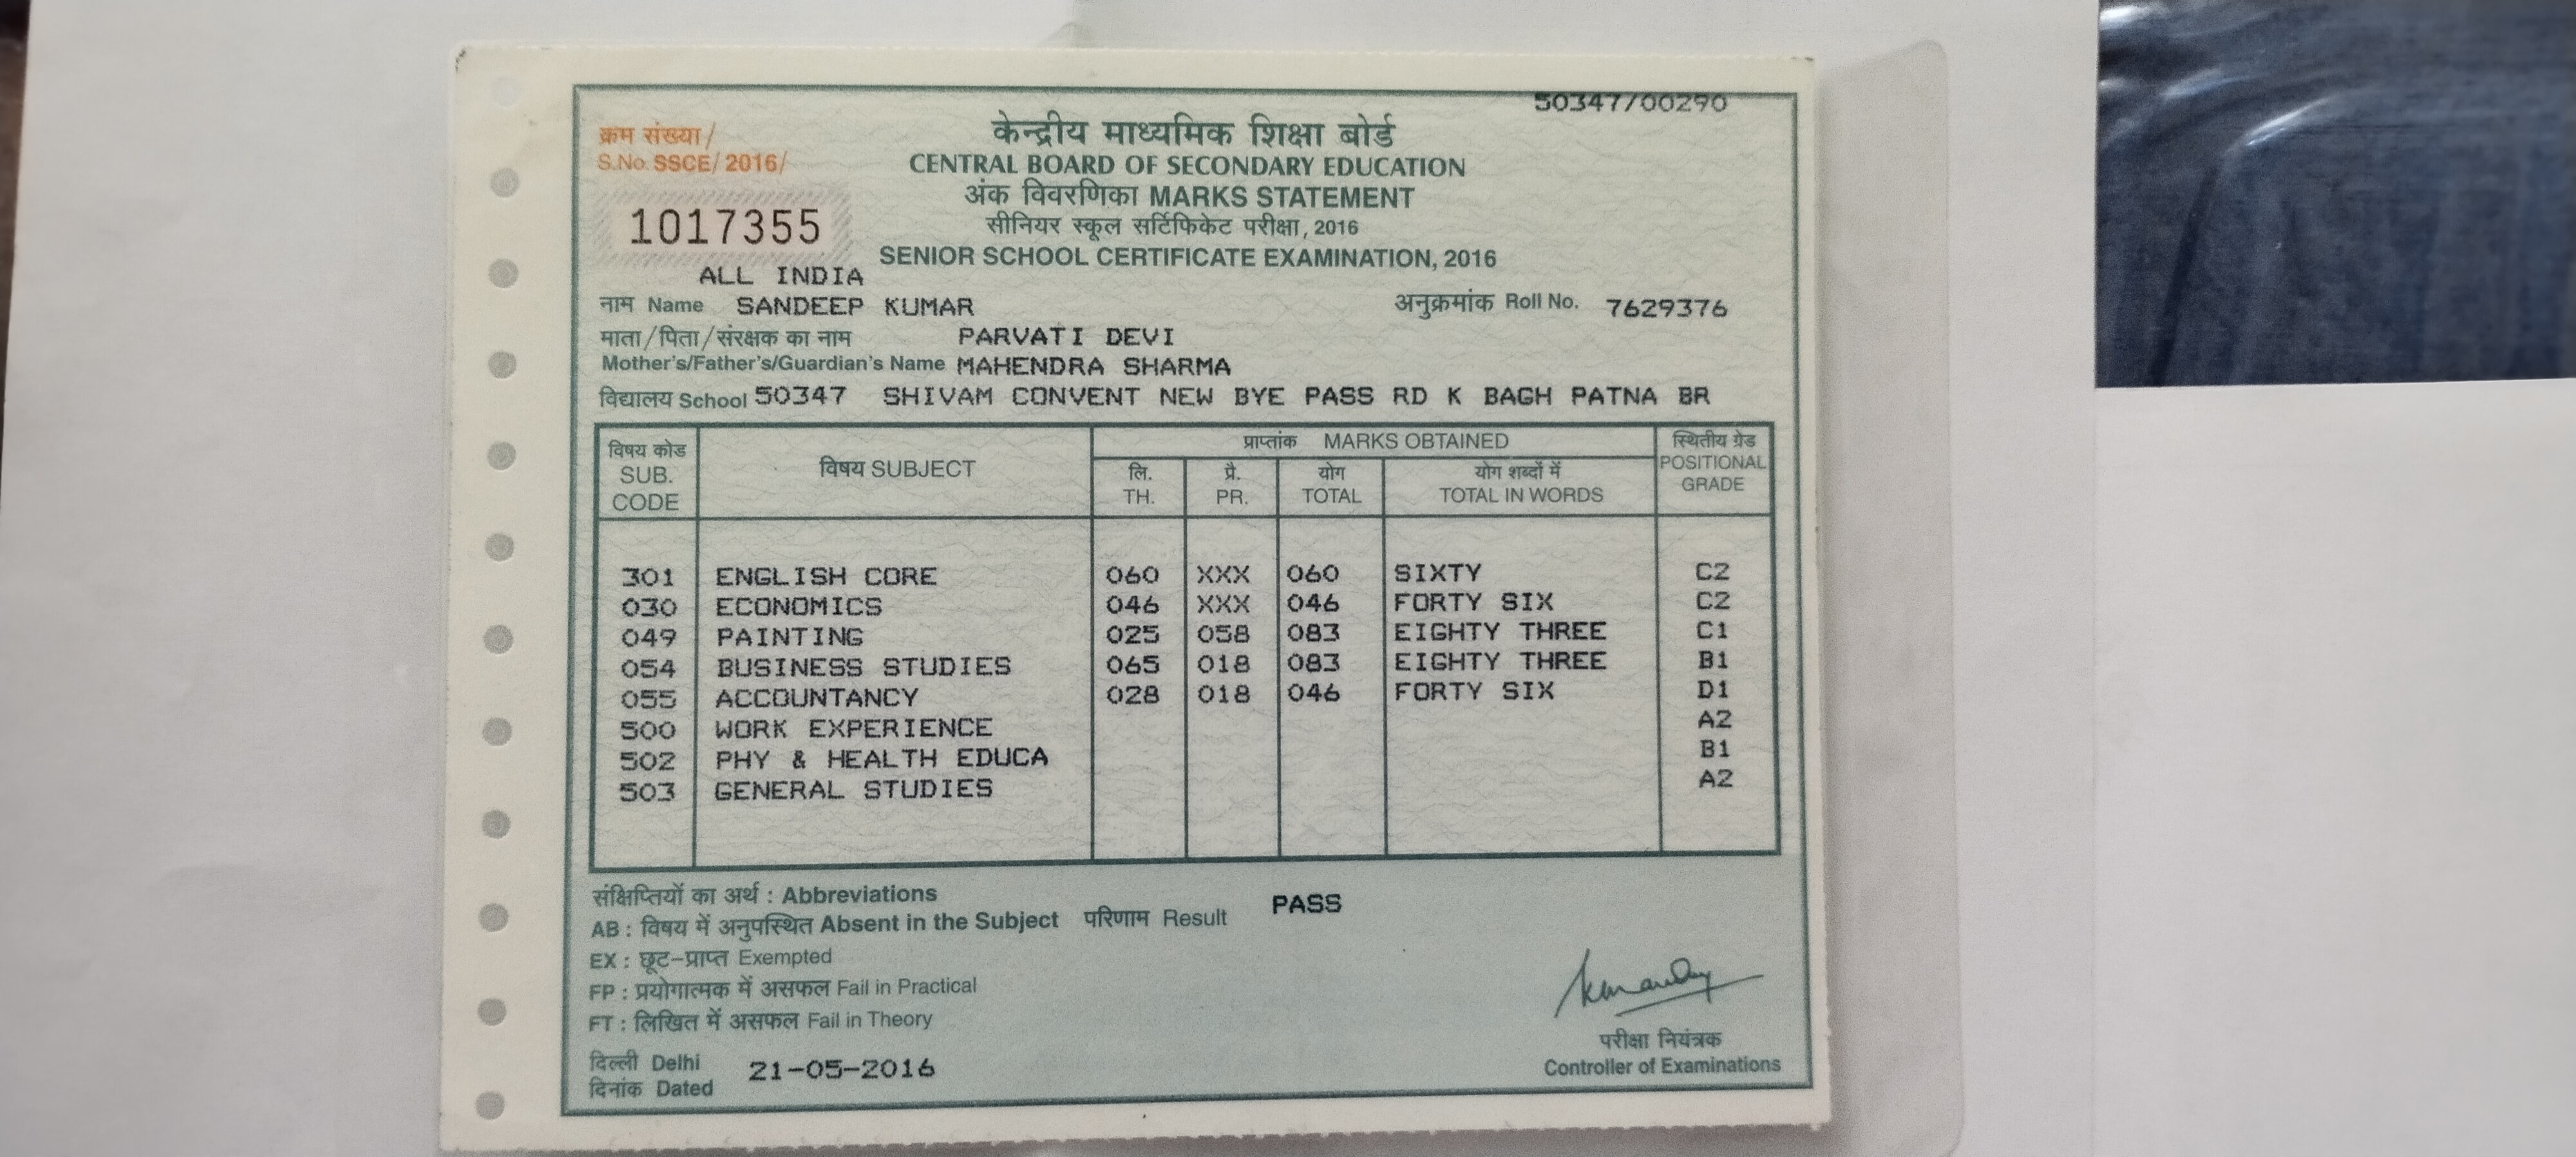 50347/00290
क्रम संख्या/
S.No. SSCE/ 2016/
1017355
केन्द्रीय माध्यमिक शिक्षा बोर्ड
CENTRAL BOARD OF SECONDARY EDUCATION
अंक विवरणिका MARKS STATEMENT
सीनियर स्कूल सर्टिफिकेट परीक्षा, 2016
SENIOR SCHOOL CERTIFICATE EXAMINATION, 2016
ALL INDIA
नाम Name SANDEEP KUMAR अनुक्रमांक Roll No. 7629376
माता/पिता/संरक्षक का नाम PARVATI DEVI
Mother's/Father's/Guardian's Name MAHENDRA SHARMA
विद्यालय School 50347 SHIVAM CONVENT NEW BYE PASS RD K BAGH PATNA BR
विषय कोड SUB. CODE विषय SUBJECT प्राप्तांक MARKS OBTAINED स्थितीय ग्रेड POSITIONAL GRADE
लि. TH. प्रै. PR. योग TOTAL योग शब्दों में TOTAL IN WORDS
301 ENGLISH CORE 060 XXX 060 SIXTY C2
030 ECONOMICS 046 XXX 046 FORTY SIX C2
049 PAINTING 025 058 083 EIGHTY THREE C1
054 BUSINESS STUDIES 065 018 083 EIGHTY THREE B1
055 ACCOUNTANCY 028 018 046 FORTY SIX D1
500 WORK EXPERIENCE A2
502 PHY & HEALTH EDUCA B1
503 GENERAL STUDIES A2
संक्षिप्तियों का अर्थ : Abbreviations
AB : विषय में अनुपस्थित Absent in the Subject परिणाम Result PASS
EX : छूट-प्राप्त Exempted
FP : प्रयोगात्मक में असफल Fail in Practical
FT : लिखित में असफल Fail in Theory
परीक्षा नियंत्रक
Controller of Examinations
दिल्ली Delhi
दिनांक Dated 21-05-2016